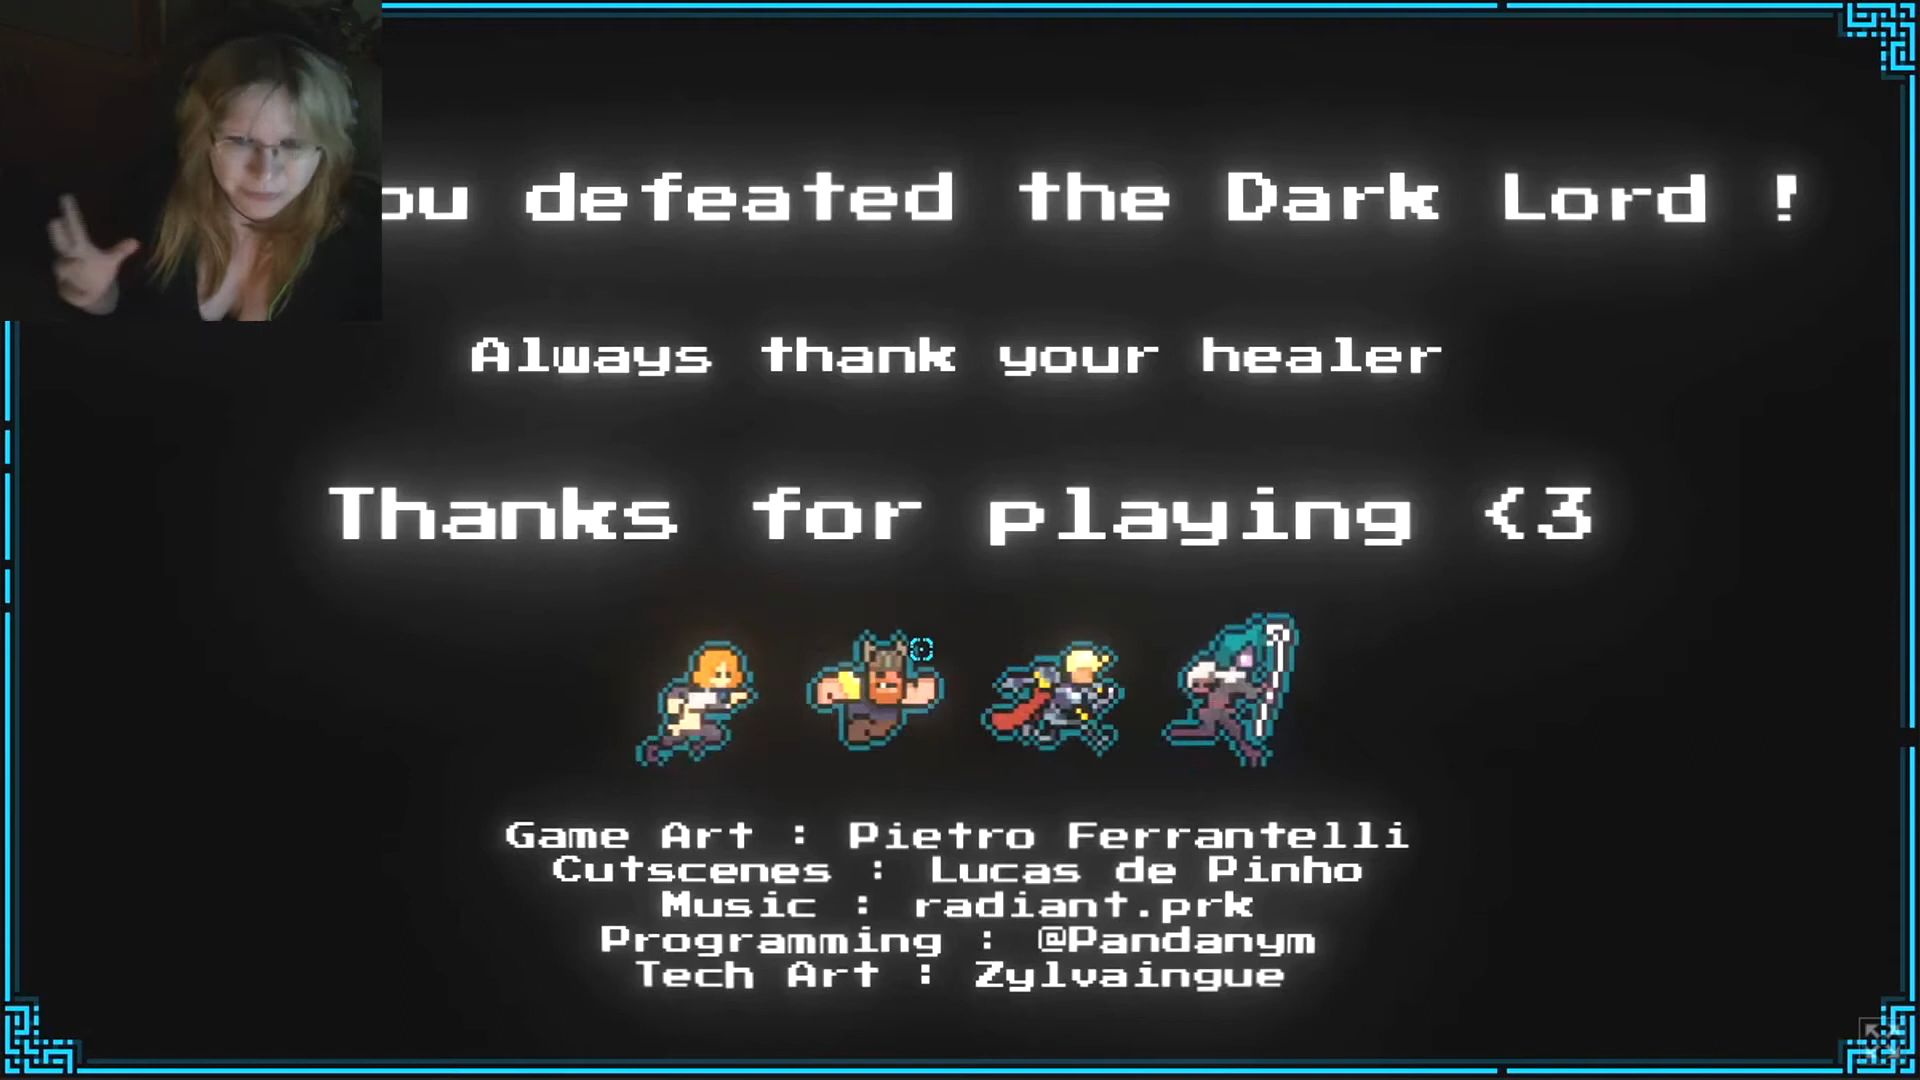 ou defeated the Dark Lord !
Always thank your healer
Thanks for playing <3
Game Art : Pietro Ferrantelli
Cutscenes : Lucas de Pinho
Music : radiant.prk
Programming : @Pandanym
Tech Art : Zylvaingue